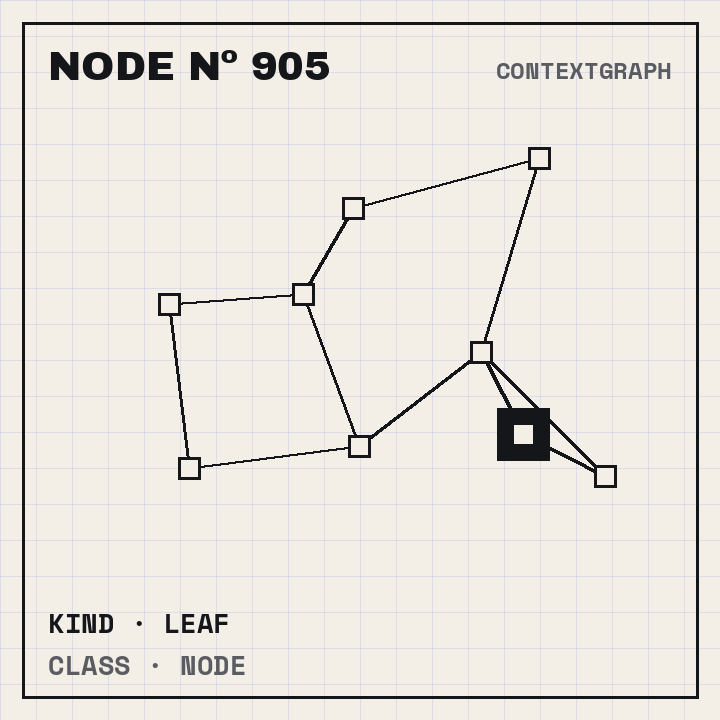 NODE Nº 905
CONTEXTGRAPH
KIND · LEAF
CLASS · NODE